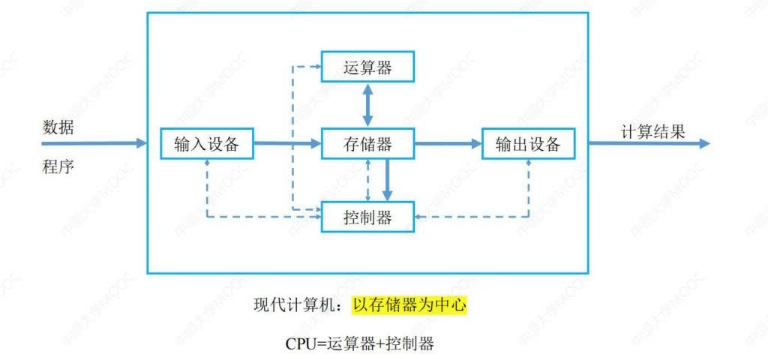 运算器
数据
输入设备
存储器
输出设备
计算结果
程序
控制器
现代计算机：以存储器为中心
CPU=运算器+控制器